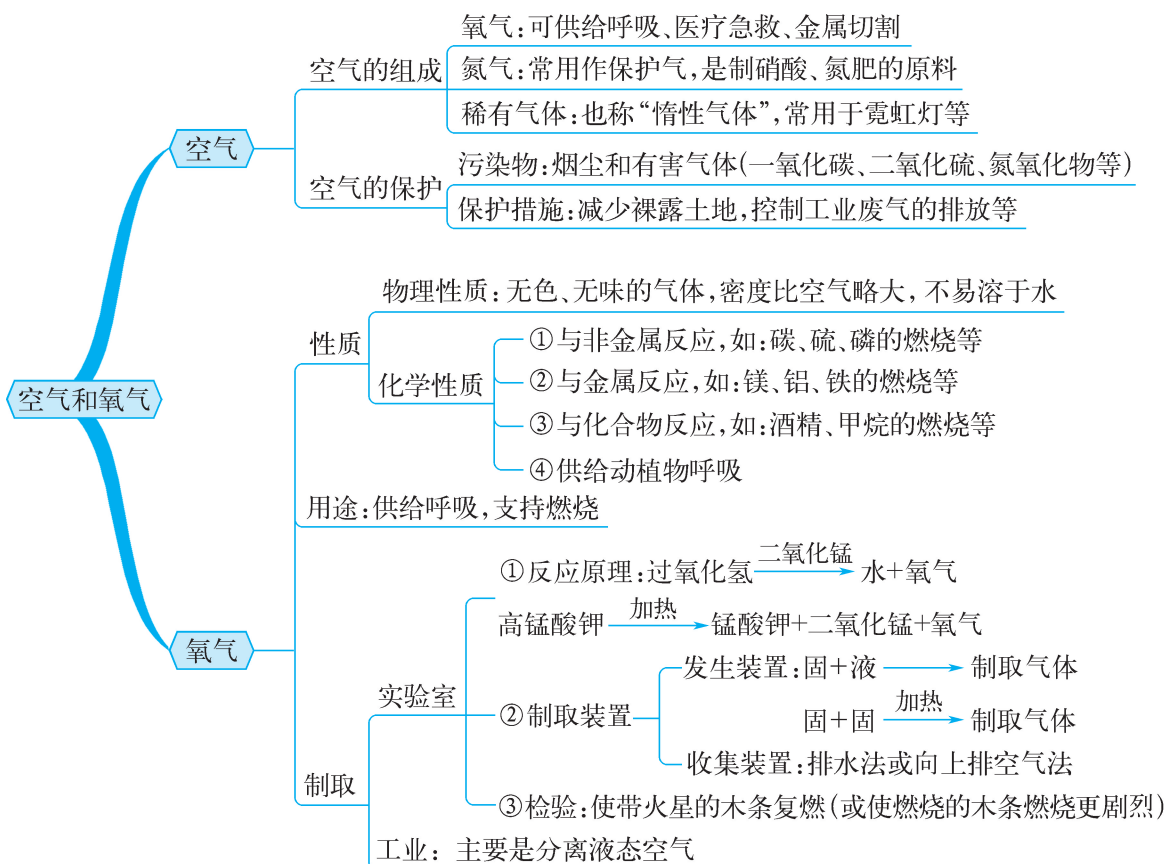 氧气:可供给呼吸、医疗急救、金属切割
空气的组成
氮气:常用作保护气,是制硝酸、氮肥的原料
稀有气体:也称“惰性气体”,常用于霓虹灯等
空气
污染物:烟尘和有害气体(一氧化碳、二氧化硫、氮氧化物等)
空气的保护
保护措施:减少裸露土地,控制工业废气的排放等
物理性质:无色、无味的气体,密度比空气略大,不易溶于水
性质
①与非金属反应,如:碳、硫、磷的燃烧等
化学性质
②与金属反应,如:镁、铝、铁的燃烧等
空气和氧气
③与化合物反应,如:酒精、甲烷的燃烧等
④供给动植物呼吸
用途:供给呼吸,支持燃烧
①反应原理:过氧化氢 二氧化锰 水+氧气
高锰酸钾 加热 锰酸钾+二氧化锰+氧气
氧气
发生装置:固+液 制取气体
实验室
②制取装置
固+固 加热 制取气体
收集装置:排水法或向上排空气法
制取
③检验:使带火星的木条复燃(或使燃烧的木条燃烧更剧烈)
工业:主要是分离液态空气